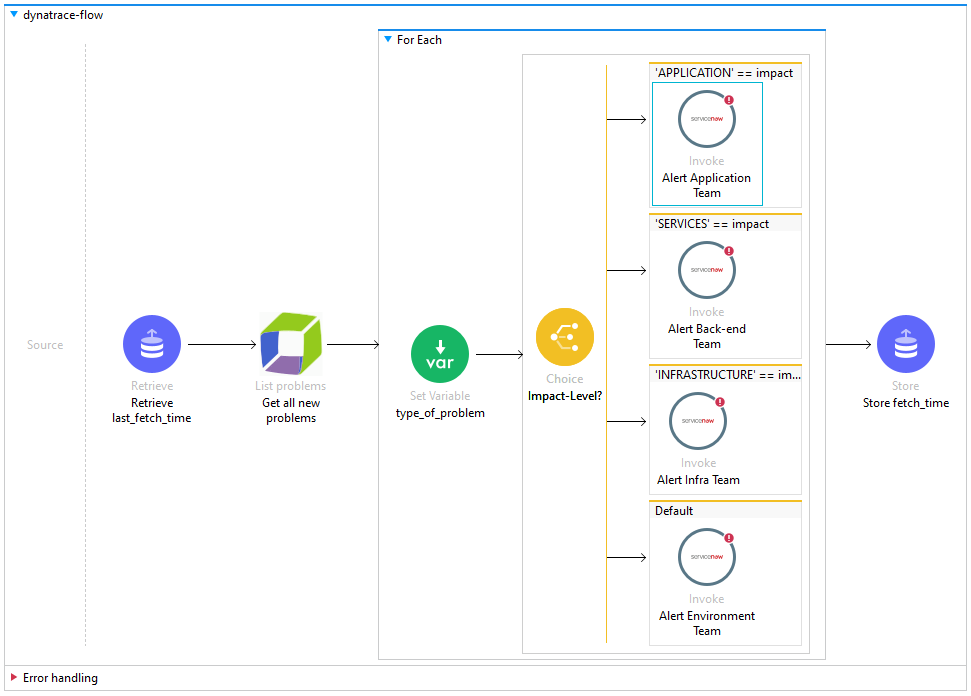 dynatrace-flow
For Each
Source
Retrieve
Retrieve
last_fetch_time
List problems
Get all new
problems
var
Set Variable
type_of_problem
Choice
Impact-Level?
'APPLICATION' == impact
servicenow
Invoke
Alert Application
Team
'SERVICES' == impact
servicenow
Invoke
Alert Back-end
Team
'INFRASTRUCTURE' == im...
servicenow
Invoke
Alert Infra Team
Default
servicenow
Invoke
Alert Environment
Team
Store
Store fetch_time
Error handling